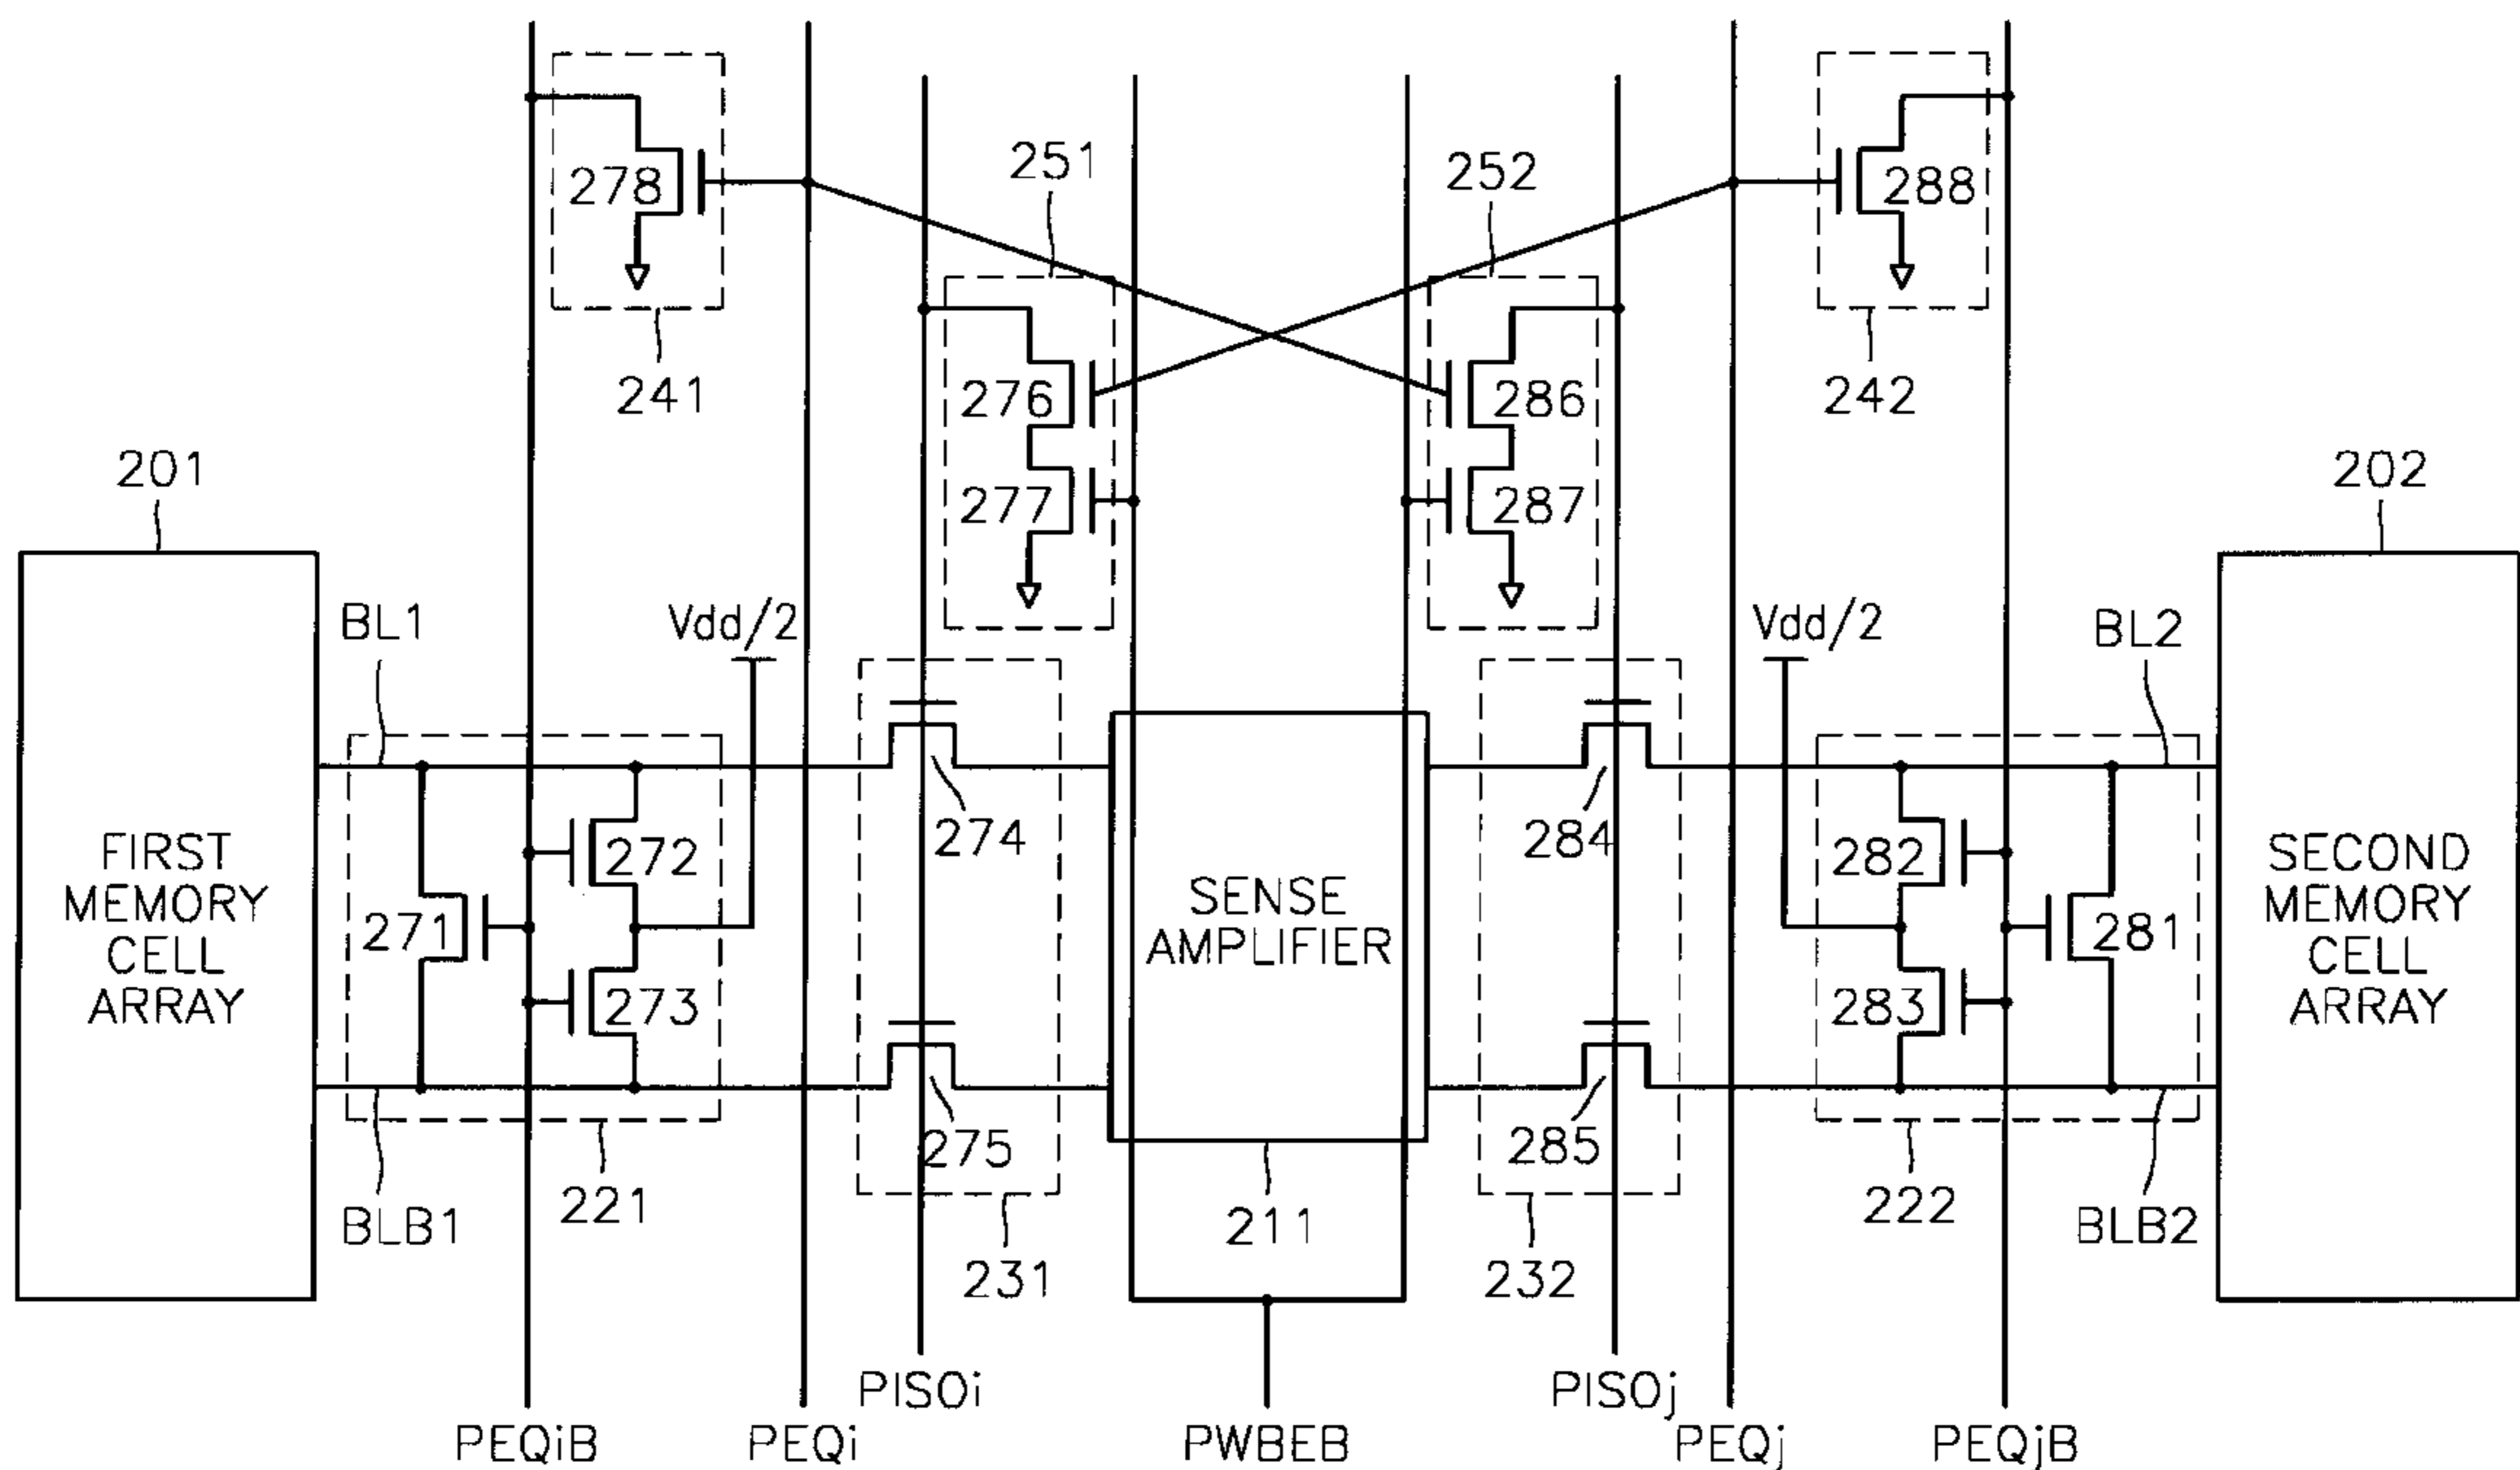 251
252
278
288
241
276
286
242
201
277
287
202
BL1
Vdd/2
Vdd/2
BL2
FIRST
MEMORY
CELL
ARRAY
271
272
273
274
275
SENSE
AMPLIFIER
284
285
282
283
281
SECOND
MEMORY
CELL
ARRAY
BLB1
221
231
211
232
222
BLB2
PISOi
PISOj
PEQiB
PEQi
PWBEB
PEQj
PEQjB